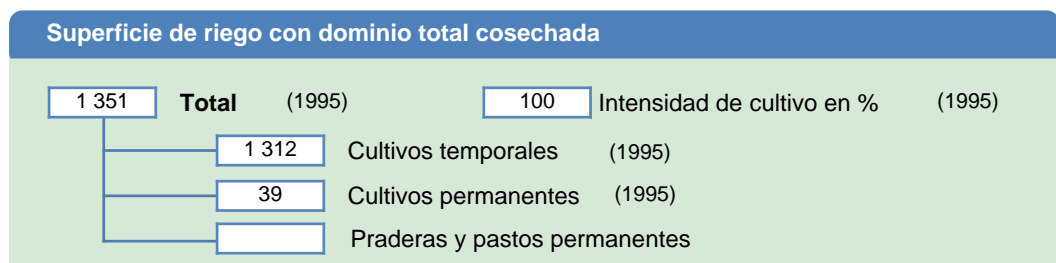 Superficie de riego con dominio total cosechada
1 351 Total (1995) 100 Intensidad de cultivo en % (1995)
1 312 Cultivos temporales (1995)
39 Cultivos permanentes (1995)
Praderas y pastos permanentes